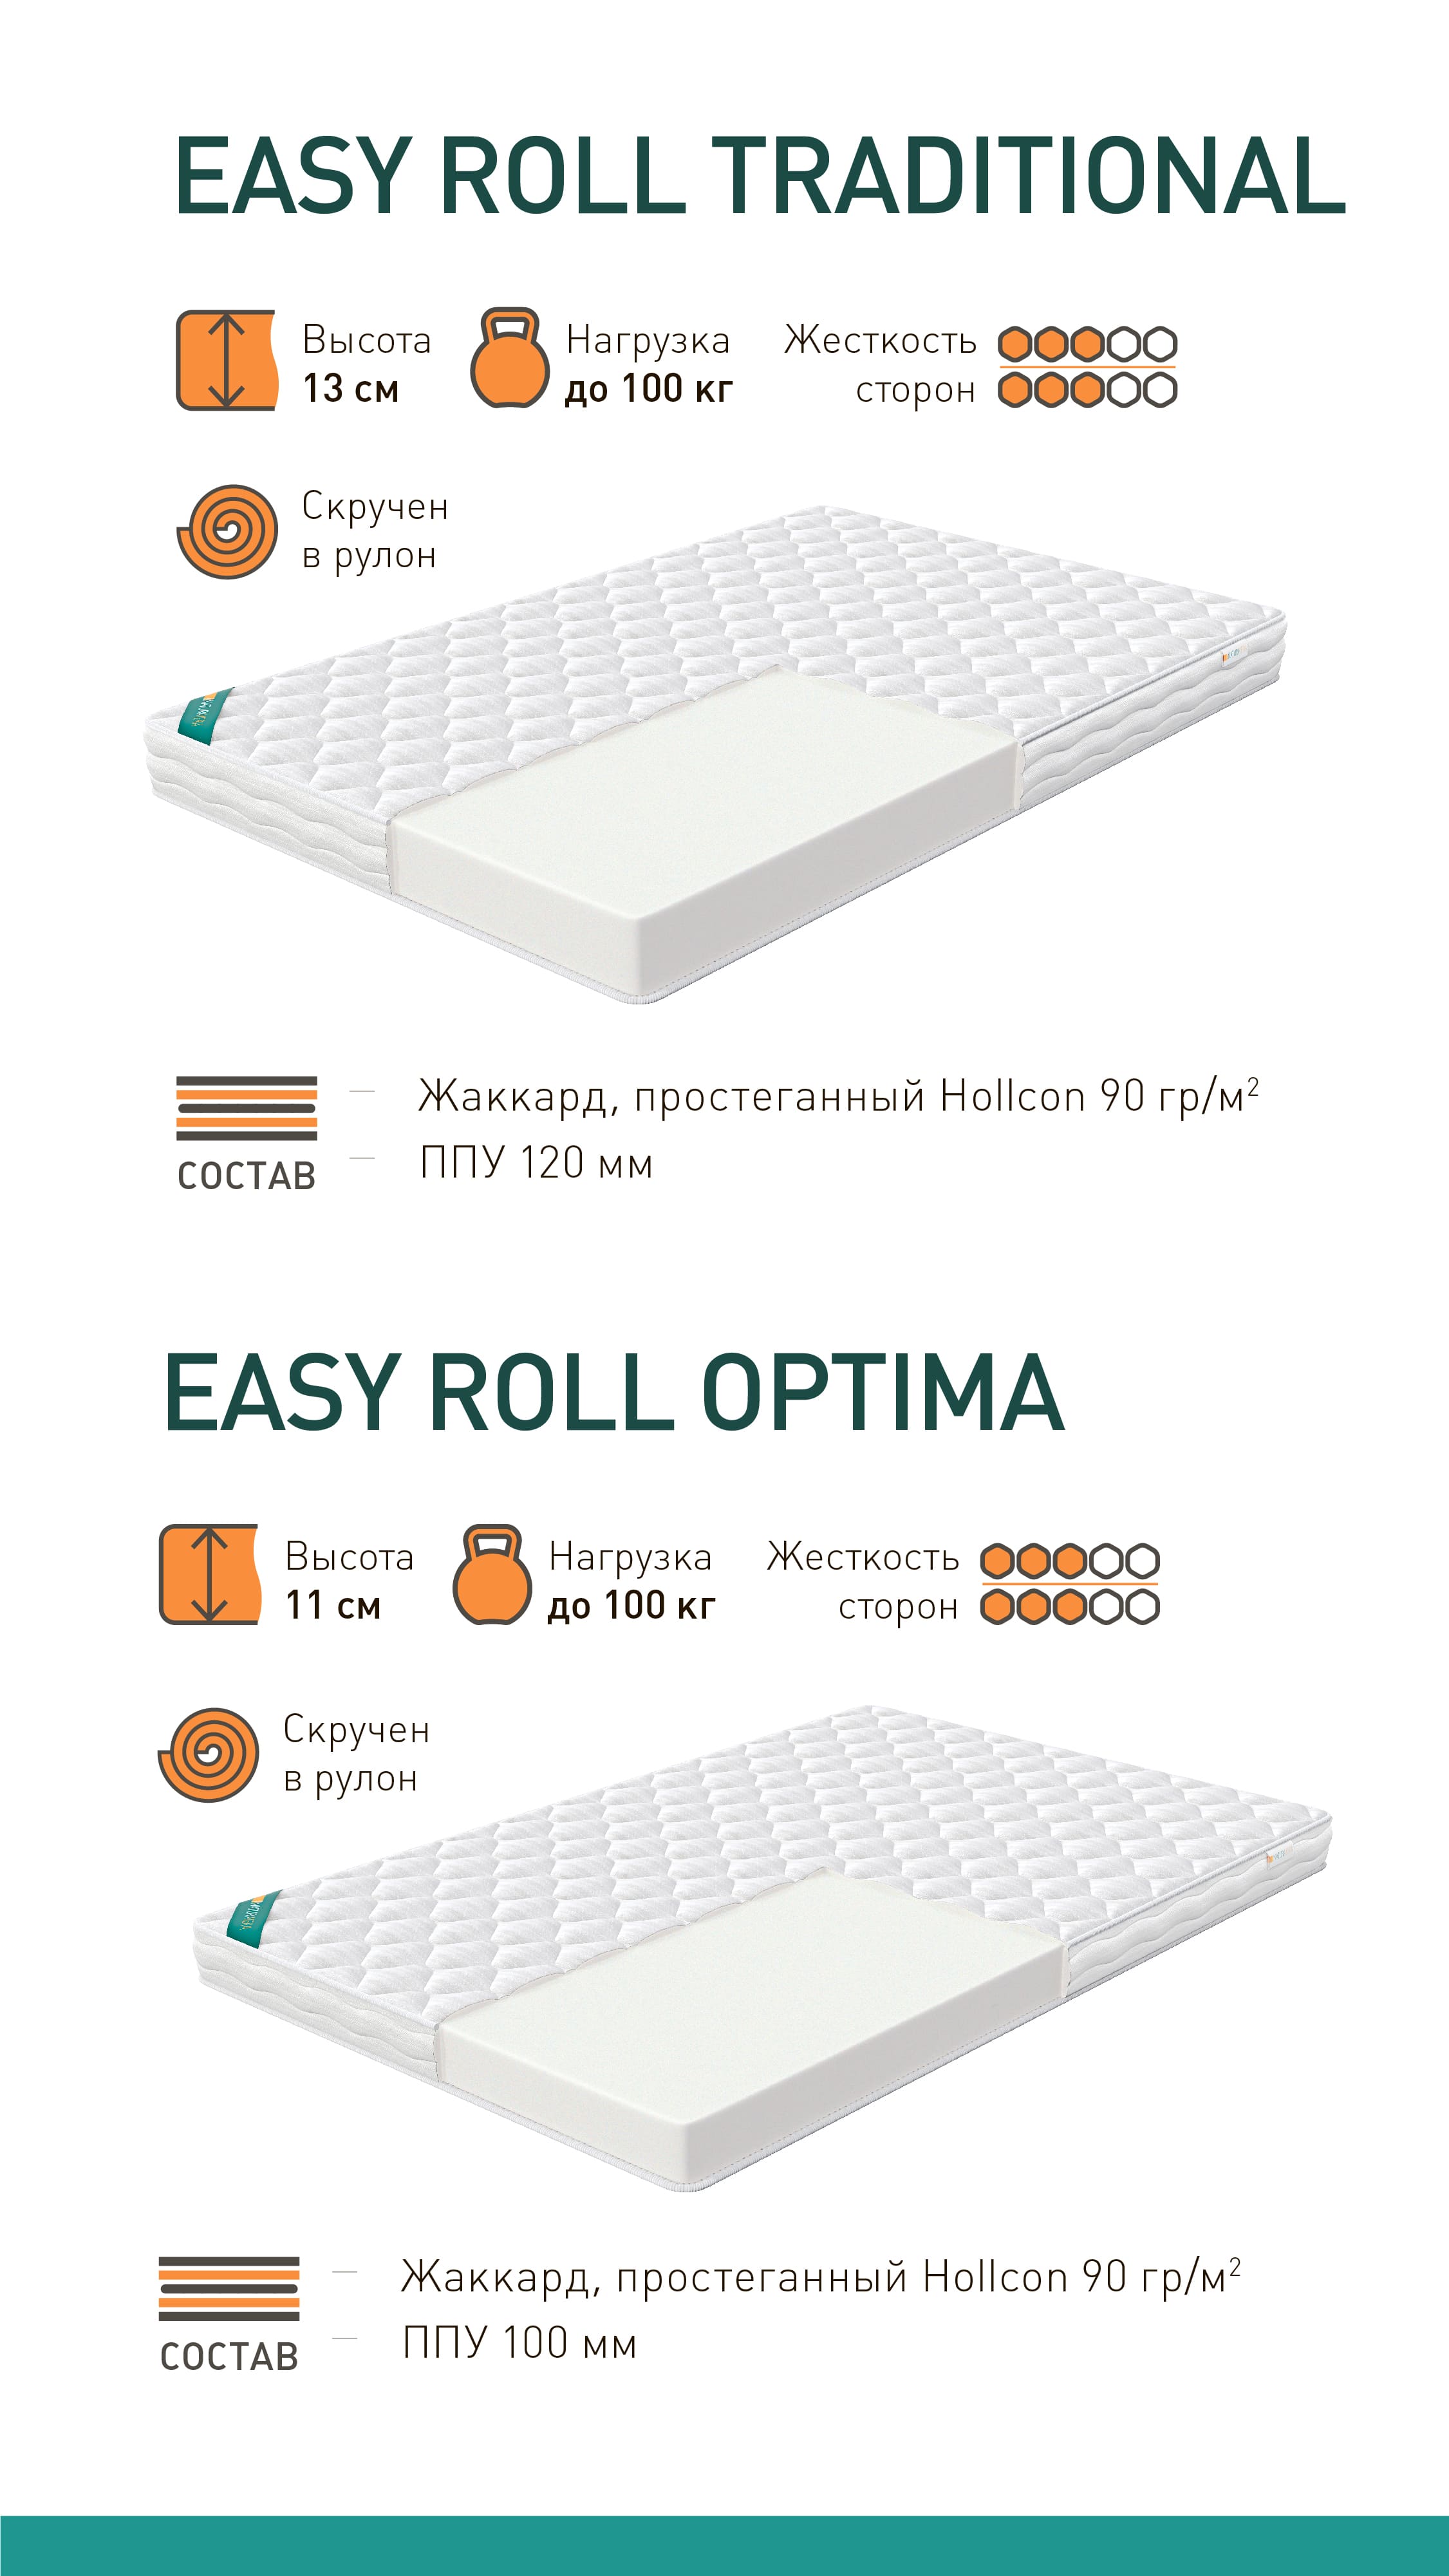 EASY ROLL TRADITIONAL
Высота
13 см
Нагрузка
до 100 кг
Жесткость
сторон
Скручен
в рулон
СОСТАВ
Жаккард, простеганный Hollcon 90 гр/м²
ППУ 120 мм
EASY ROLL OPTIMA
Высота
11 см
Нагрузка
до 100 кг
Жесткость
сторон
Скручен
в рулон
СОСТАВ
Жаккард, простеганный Hollcon 90 гр/м²
ППУ 100 мм